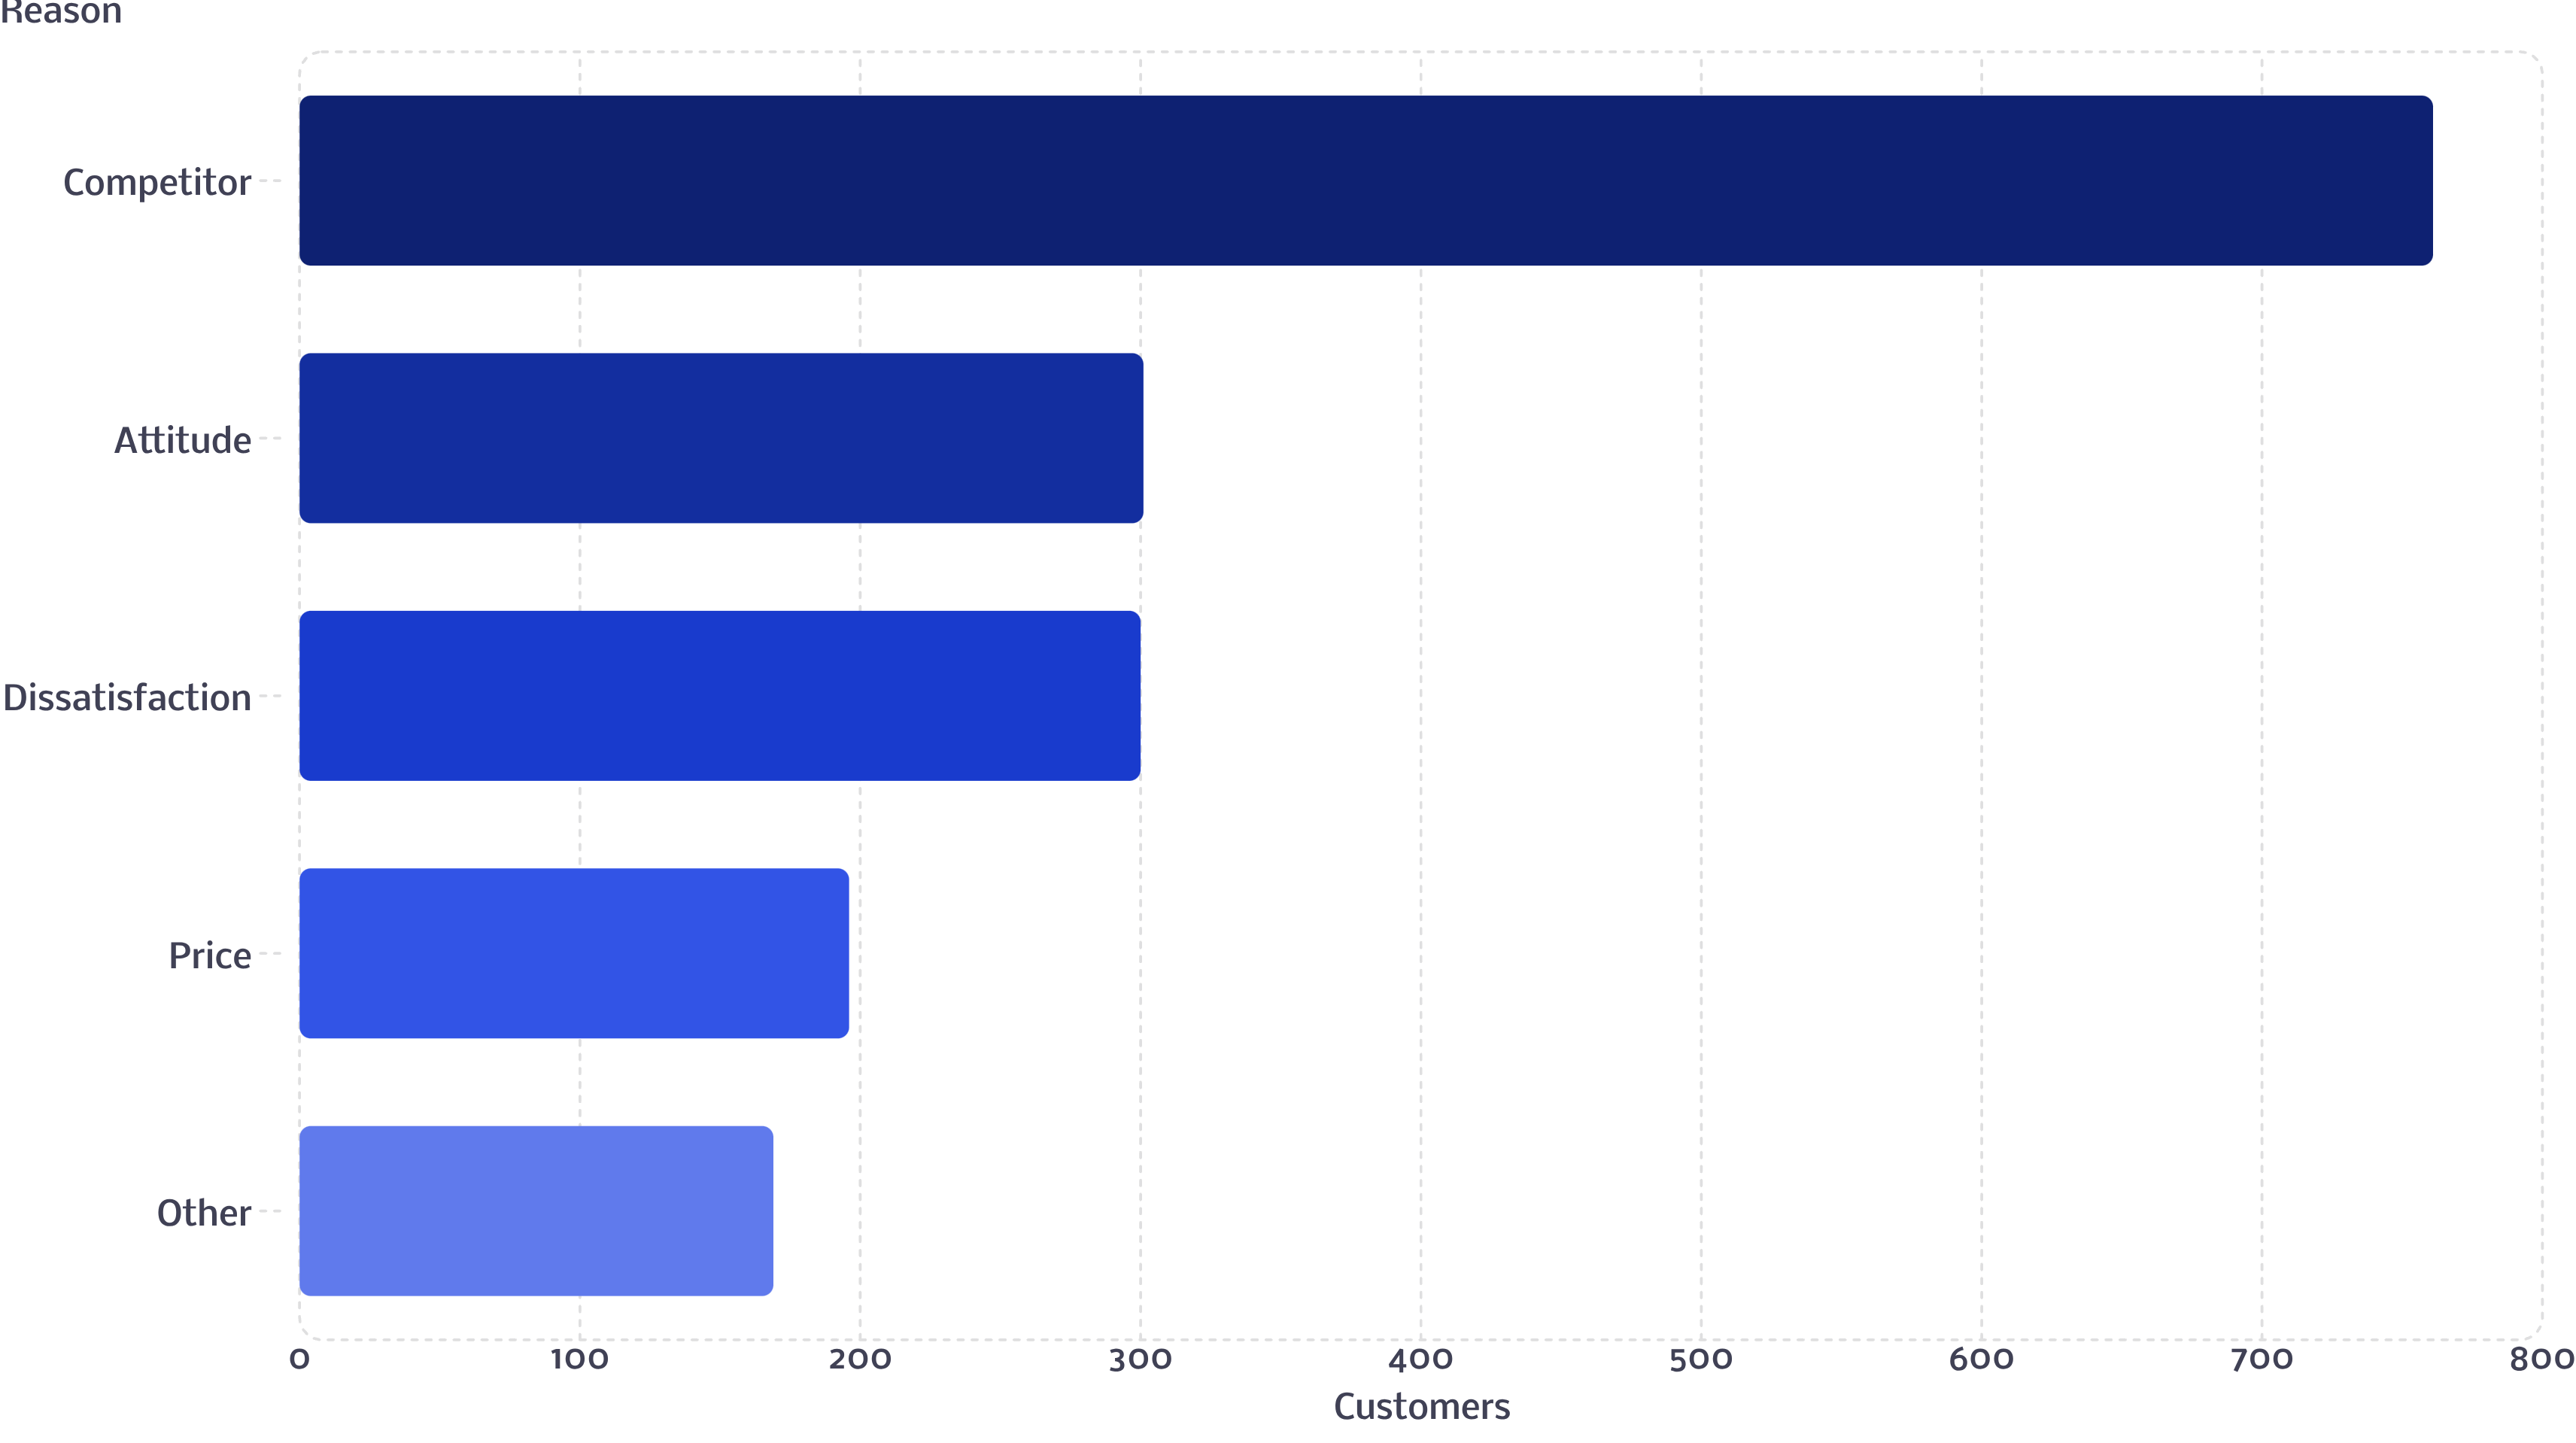 Reason
Competitor
Attitude
Dissatisfaction
Price
Other
0 100 200 300 400 500 600 700 800
Customers